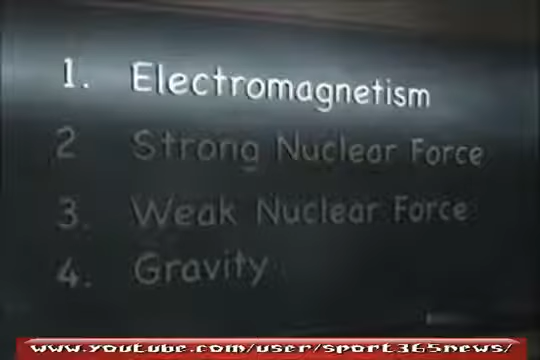 1. Electromagnetism
2 Strong Nuclear Force
3. Weak Nuclear Force
4. Gravity
www.youtube.com/user/sport365news/